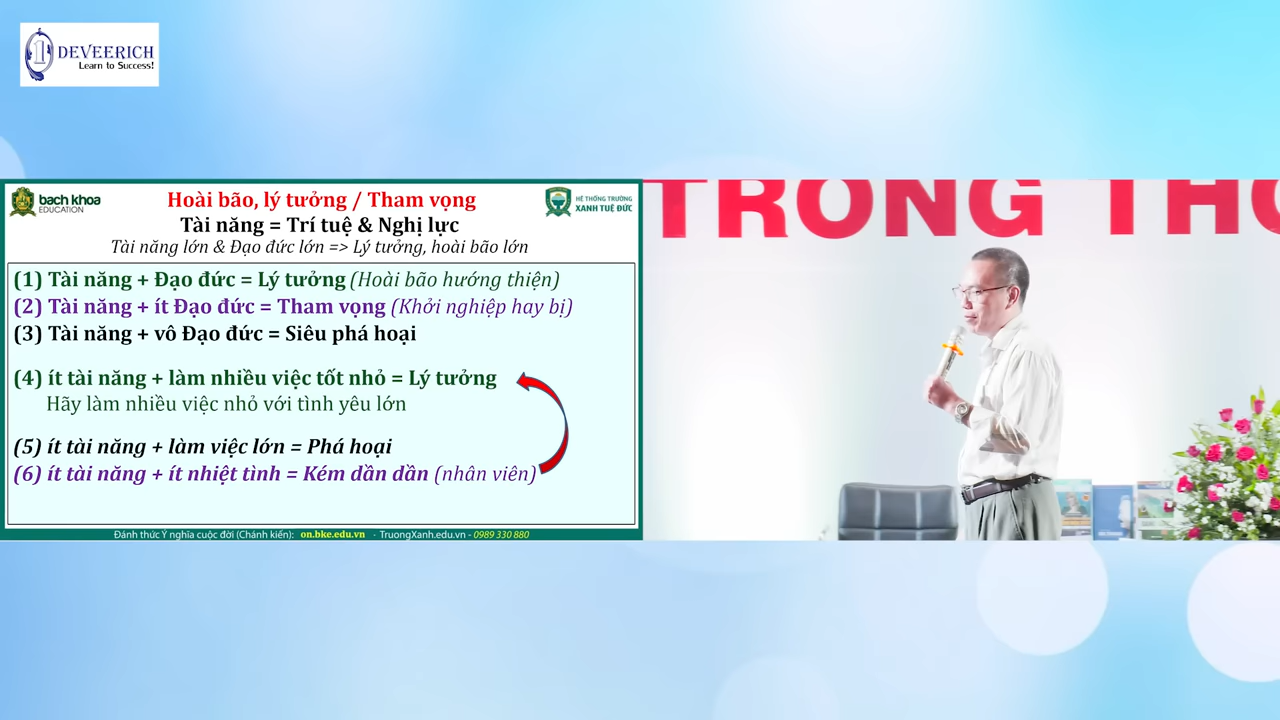 DEVEERICH
Learn to Success!
bach khoa
EDUCATION
Hoài bão, lý tưởng / Tham vọng
HỆ THỐNG TRƯỜNG
XANH TUỆ ĐỨC
Tài năng = Trí tuệ & Nghị lực
Tài năng lớn & Đạo đức lớn => Lý tưởng, hoài bão lớn
(1) Tài năng + Đạo đức = Lý tưởng (Hoài bão hướng thiện)
(2) Tài năng + ít Đạo đức = Tham vọng (Khởi nghiệp hay bị)
(3) Tài năng + vô Đạo đức = Siêu phá hoại
(4) ít tài năng + làm nhiều việc tốt nhỏ = Lý tưởng
Hãy làm nhiều việc nhỏ với tình yêu lớn
(5) ít tài năng + làm việc lớn = Phá hoại
(6) ít tài năng + ít nhiệt tình = Kém dần dần (nhân viên)
Đánh thức Ý nghĩa cuộc đời (Chánh kiến): on.bke.edu.vn - TruongXanh.edu.vn - 0989 330 880
TRONG THO